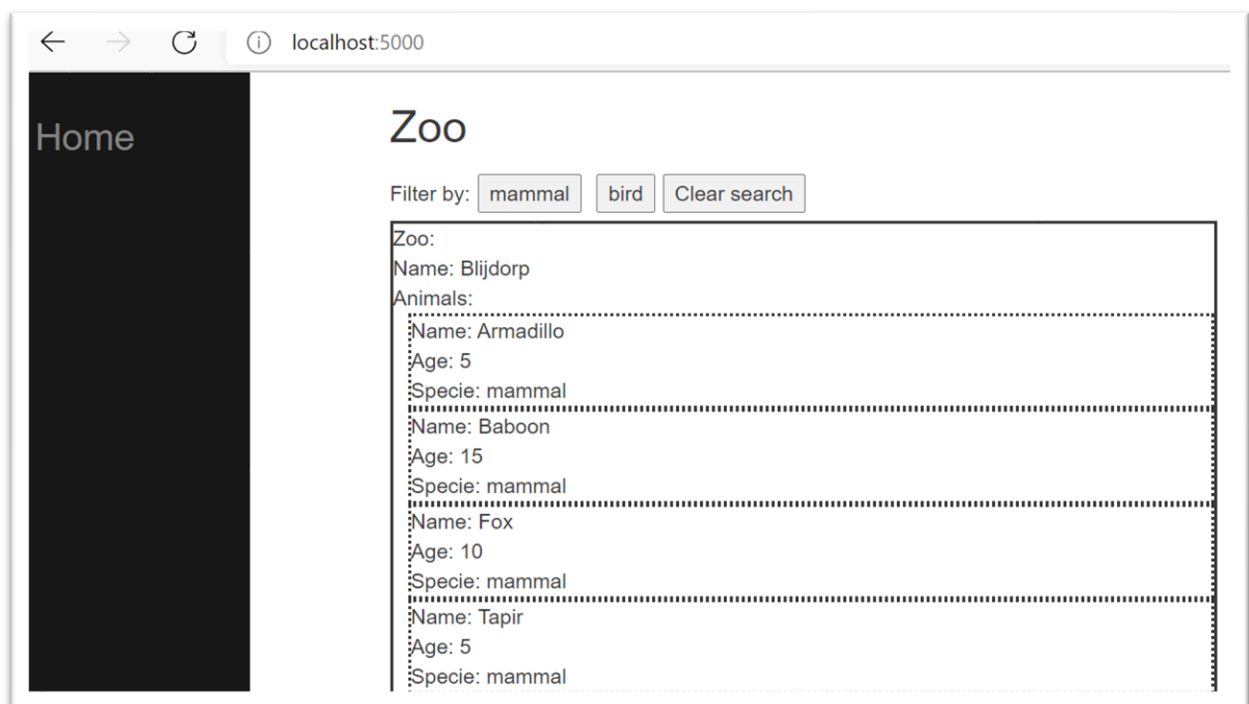 localhost:5000
Home
Zoo
Filter by: mammal bird Clear search
Zoo:
Name: Blijdorp
Animals:
Name: Armadillo
Age: 5
Specie: mammal
Name: Baboon
Age: 15
Specie: mammal
Name: Fox
Age: 10
Specie: mammal
Name: Tapir
Age: 5
Specie: mammal